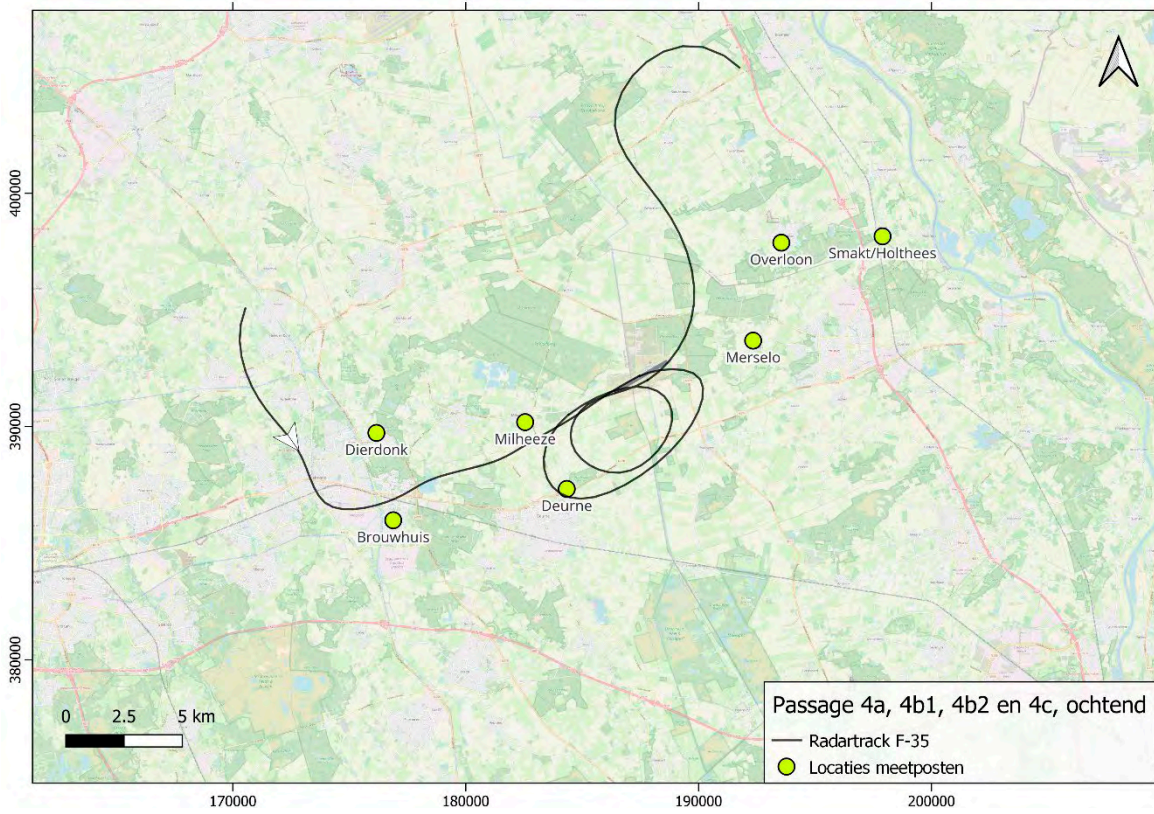 400000
390000
380000
Overloon
Smakt/Holthees
Merselo
Milheeze
Dierdonk
Deurne
Brouwhuis
0 2.5 5 km
Passage 4a, 4b1, 4b2 en 4c, ochtend
Radartrack F-35
Locaties meetposten
170000 180000 190000 200000